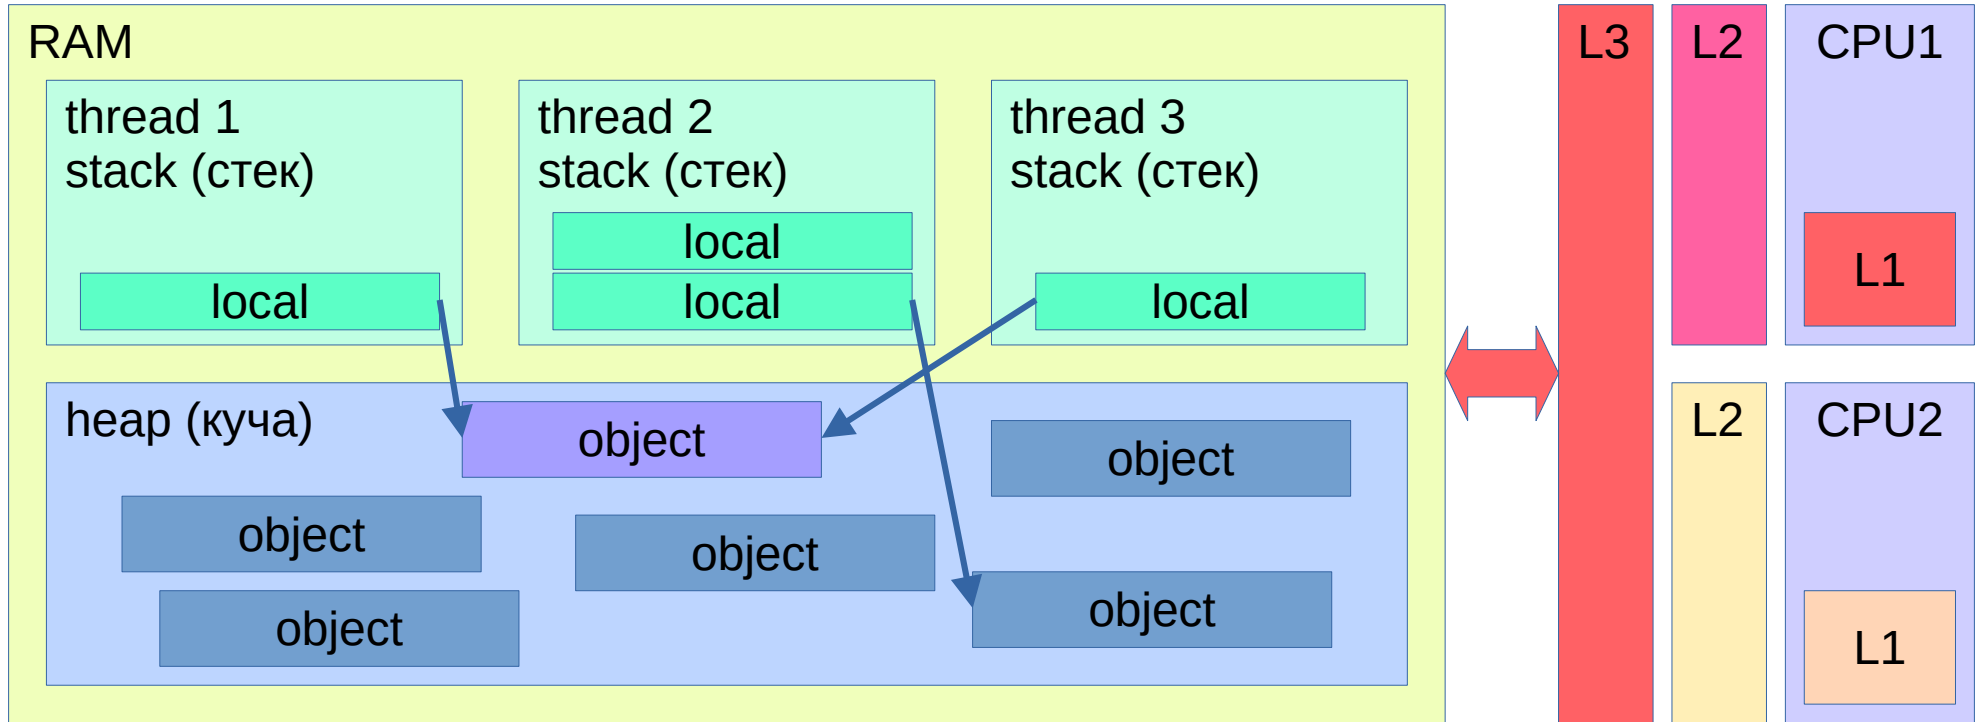 RAM
thread 1
stack (стек)
local
thread 2
stack (стек)
local
local
thread 3
stack (стек)
local
heap (куча)
object
object
object
object
object
object
L3
L2
CPU1
L1
L2
CPU2
L1